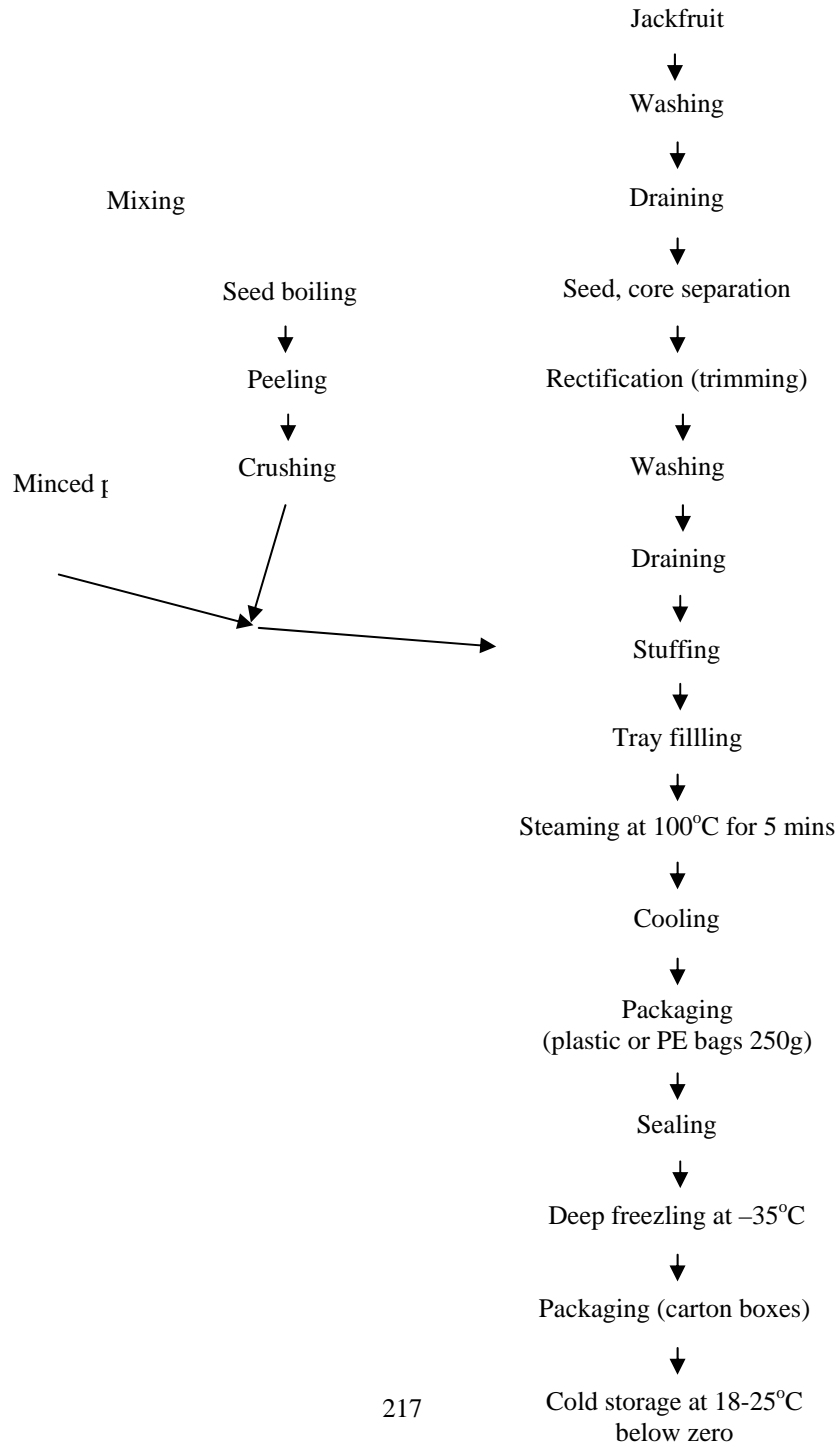 Jackfruit
Washing
Mixing
Draining
Seed boiling
Seed, core separation
Peeling
Rectification (trimming)
Minced
Crushing
Washing
Draining
Stuffing
Tray fillling
Steaming at 100°C for 5 mins
Cooling
Packaging
(plastic or PE bags 250g)
Sealing
Deep freezling at –35°C
Packaging (carton boxes)
217
Cold storage at 18-25°C
below zero